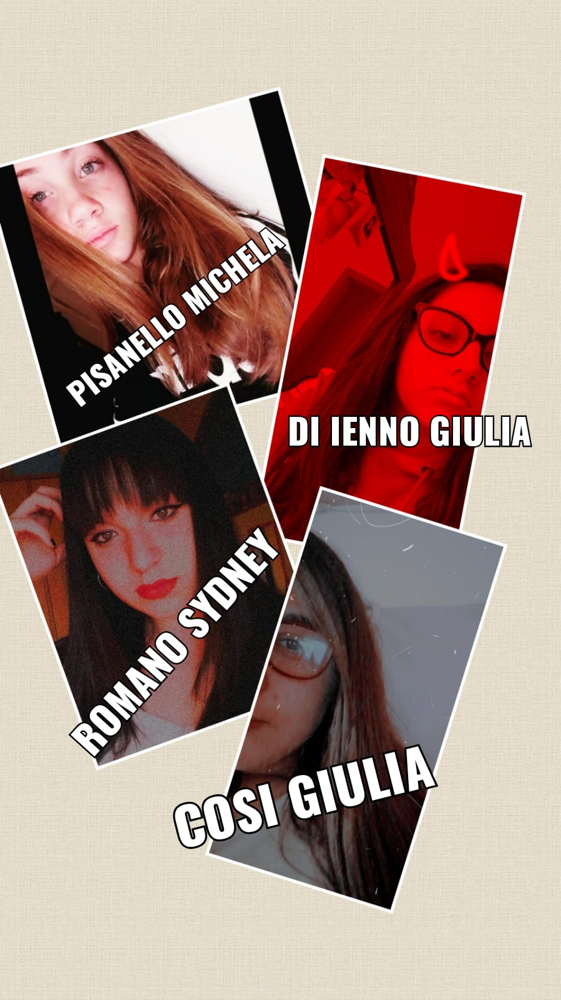 PISANELLO MICHELA
DI IENNO GIULIA
ROMANO SYDNEY
COSI GIULIA